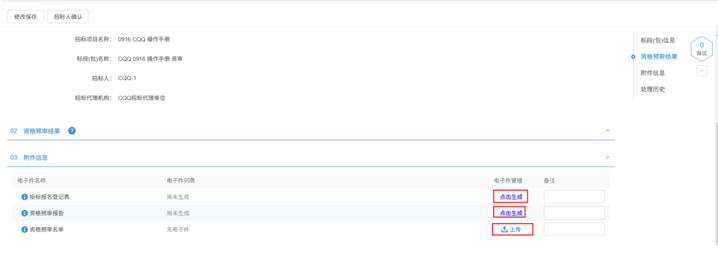 修改保存 招标人确认
招标项目名称： 0916 CQQ 操作手册
标段(包)名称： CQQ 0916 操作手册 资审
招标人： CQQ-1
招标代理机构： CQQ招标代理单位
标段(包)信息
资格预审结果
附件信息
处理历史
0
异议
02 资格预审结果 ?
03 附件信息
电子件名称 电子件列表 电子件管理 备注
投标报名登记表 尚未生成 点击生成
资格预审报告 尚未生成 点击生成
资格预审名单 无电子件 上传